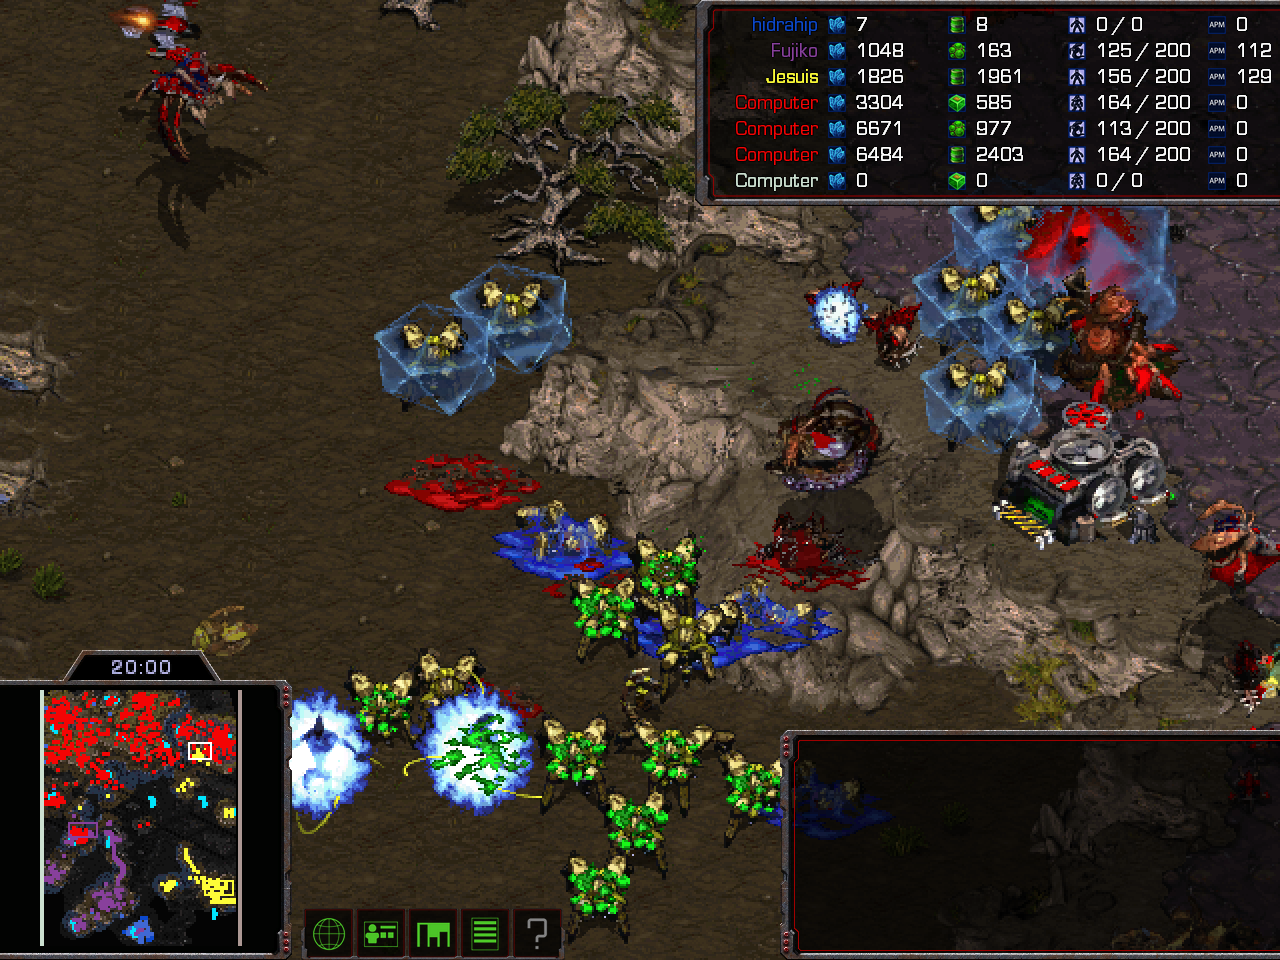 hidrahip 7 8 0 / 0 APM 0
Fujiko 1048 163 125 / 200 APM 112
Jesuis 1826 1961 156 / 200 APM 129
Computer 3304 585 164 / 200 APM 0
Computer 6671 977 113 / 200 APM 0
Computer 6484 2403 164 / 200 APM 0
Computer 0 0 0 / 0 APM 0
20:00
?